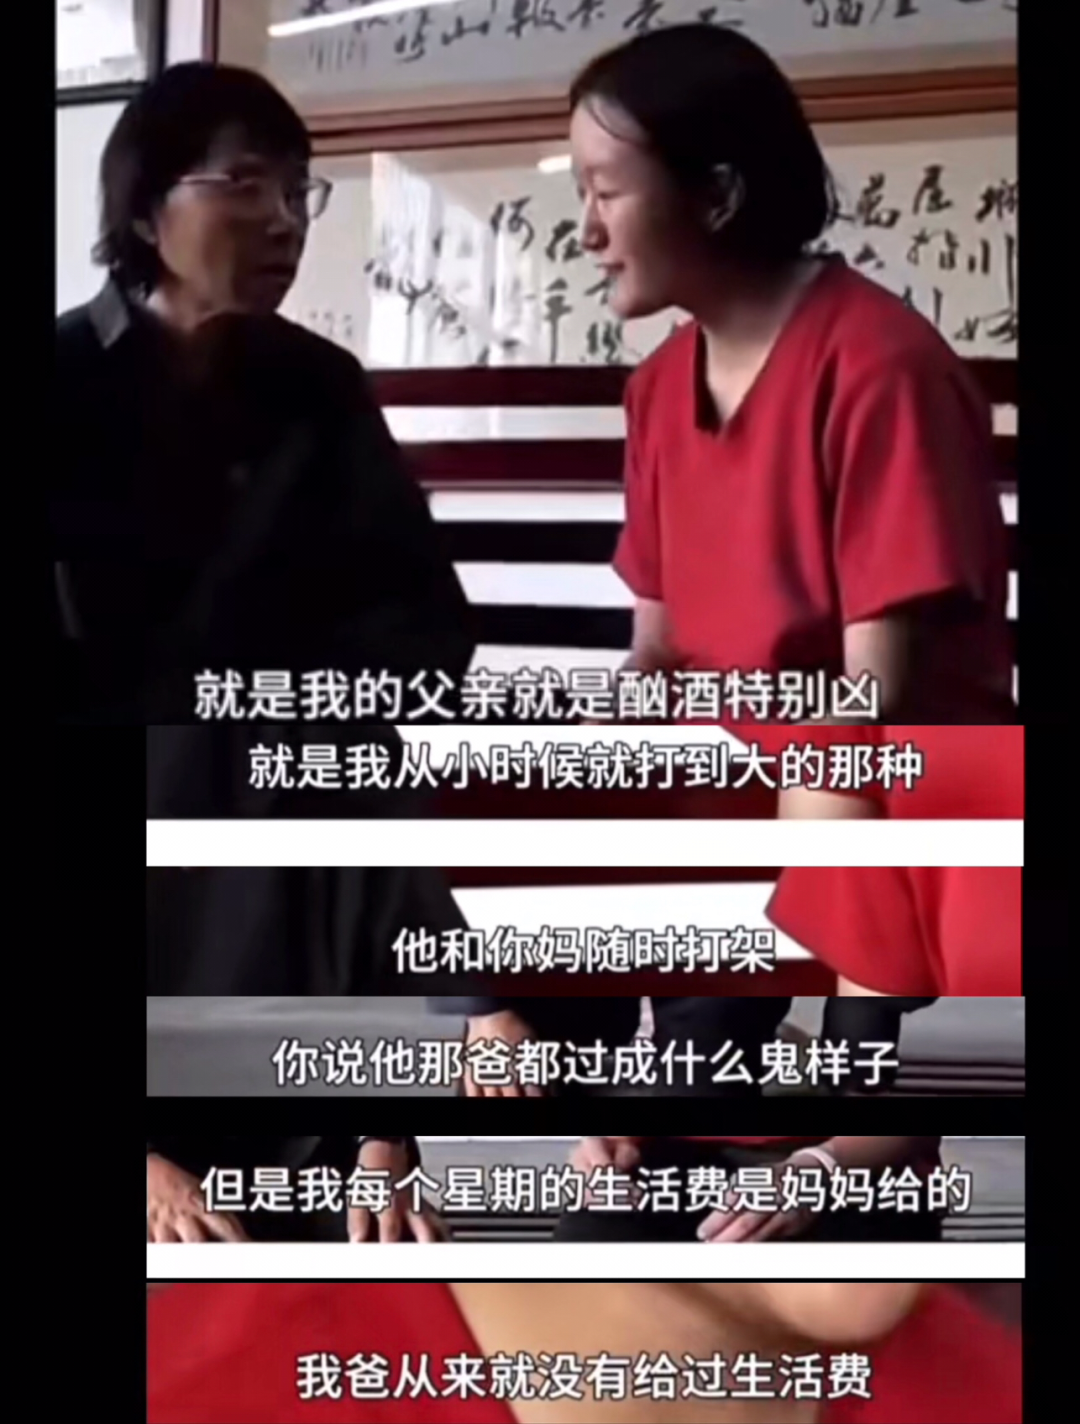 就是我的父亲就是酗酒特别凶
就是我从小时候就打到大的那种
他和你妈随时打架
你说他那爸都过成什么鬼样子
但是我每个星期的生活费是妈妈给的
我爸从来就没有给过生活费